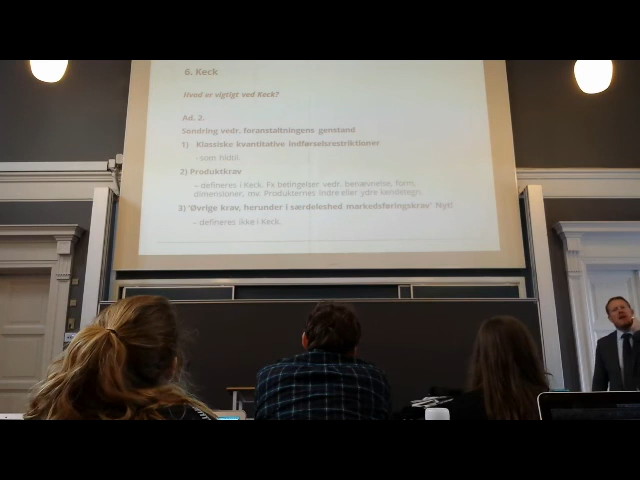 6. Keck
Hvad er vigtigt ved Keck?
Ad. 2.
Sondring vedr. foranstaltningens genstand
1) Klassiske kvantitative indførselsrestriktioner
- som hidtil.
2) Produktkrav
– defineres i Keck. Fx betingelser vedr. benævnelse, form,
dimensioner, mv. Produkternes indre eller ydre kendetegn.
3) 'Øvrige krav, herunder i særdeleshed markedsføringskrav' Nyt!
– defineres ikke i Keck.